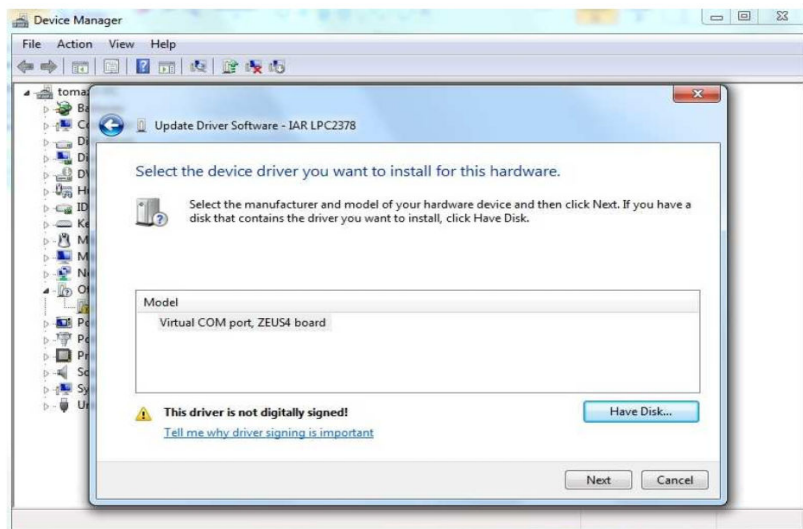 Device Manager
File Action View Help
Update Driver Software - IAR LPC2378
Select the device driver you want to install for this hardware.
Select the manufacturer and model of your hardware device and then click Next. If you have a
disk that contains the driver you want to install, click Have Disk.
Model
Virtual COM port, ZEUS4 board
This driver is not digitally signed!
Have Disk...
Tell me why driver signing is important
Next Cancel